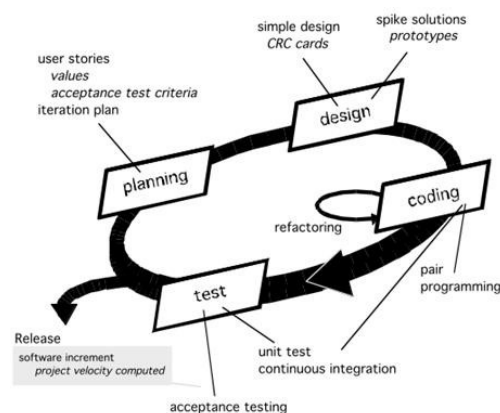 simple design
CRC cards
spike solutions
prototypes
user stories
values
acceptance test criteria
iteration plan
design
planning
coding
refactoring
test
pair
programming
Release
software increment
project velocity computed
unit test
continuous integration
acceptance testing